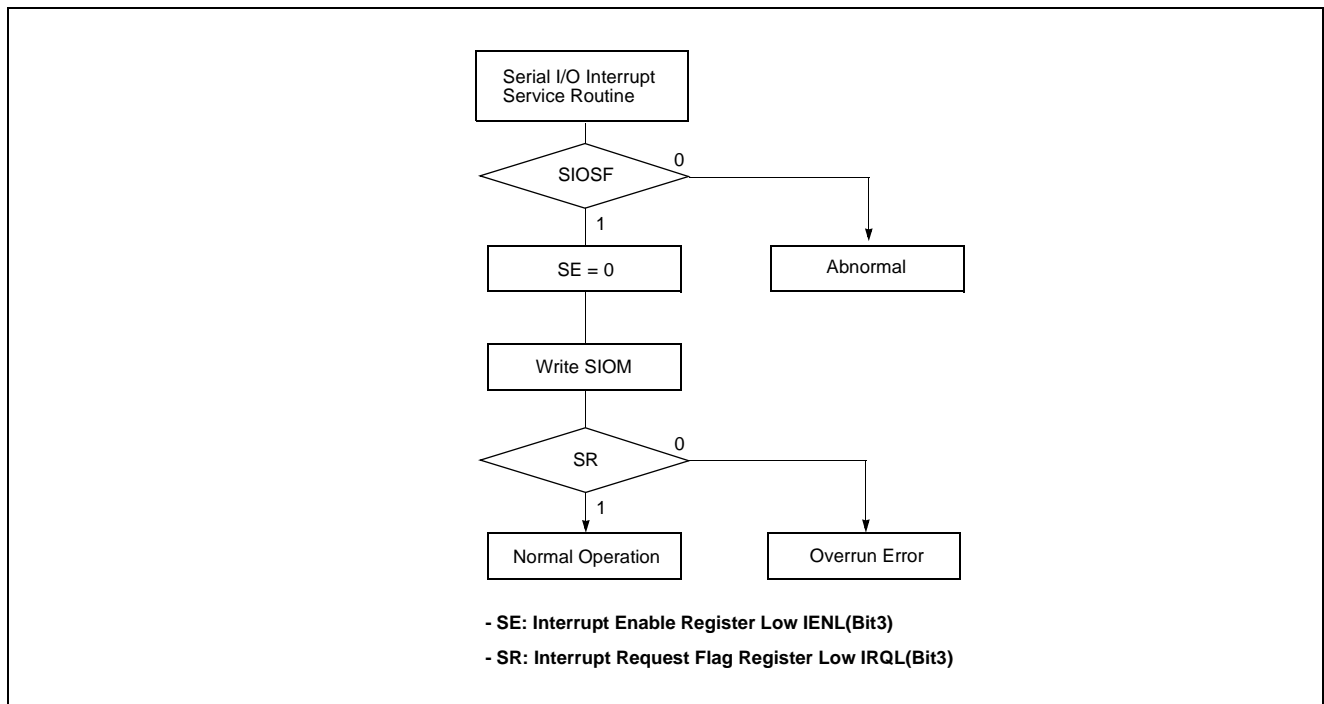 Serial I/O Interrupt
Service Routine
SIOSF
0
1
SE = 0
Abnormal
Write SIOM
SR
0
1
Normal Operation
Overrun Error
- SE: Interrupt Enable Register Low IENL(Bit3)
- SR: Interrupt Request Flag Register Low IRQL(Bit3)